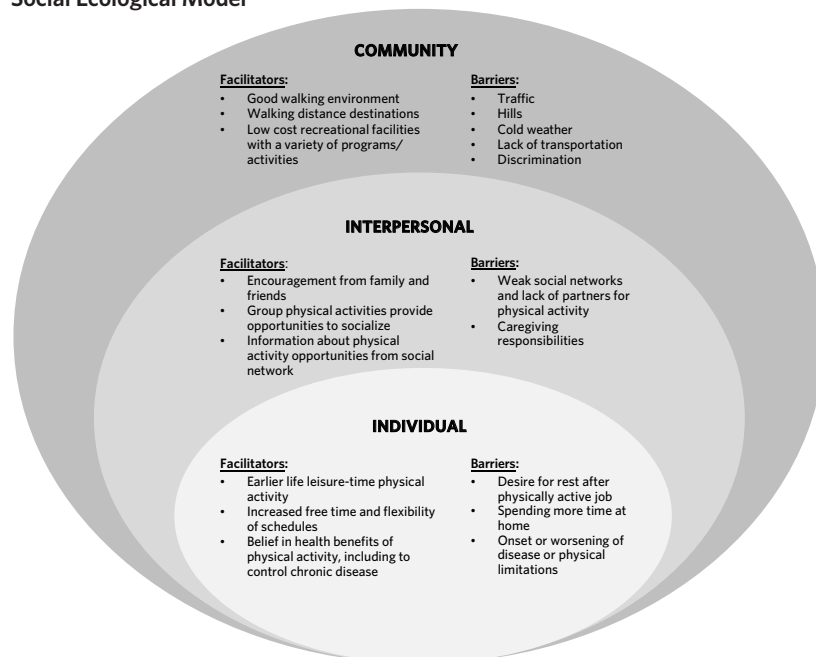 Social Ecological Model
COMMUNITY
Facilitators:
• Good walking environment
• Walking distance destinations
• Low cost recreational facilities
with a variety of programs/
activities
Barriers:
• Traffic
• Hills
• Cold weather
• Lack of transportation
• Discrimination
INTERPERSONAL
Facilitators:
• Encouragement from family and
friends
• Group physical activities provide
opportunities to socialize
• Information about physical
activity opportunities from social
network
Barriers:
• Weak social networks
and lack of partners for
physical activity
• Caregiving
responsibilities
INDIVIDUAL
Facilitators:
• Earlier life leisure-time physical
activity
• Increased free time and flexibility
of schedules
• Belief in health benefits of
physical activity, including to
control chronic disease
Barriers:
• Desire for rest after
physically active job
• Spending more time at
home
• Onset or worsening of
disease or physical
limitations